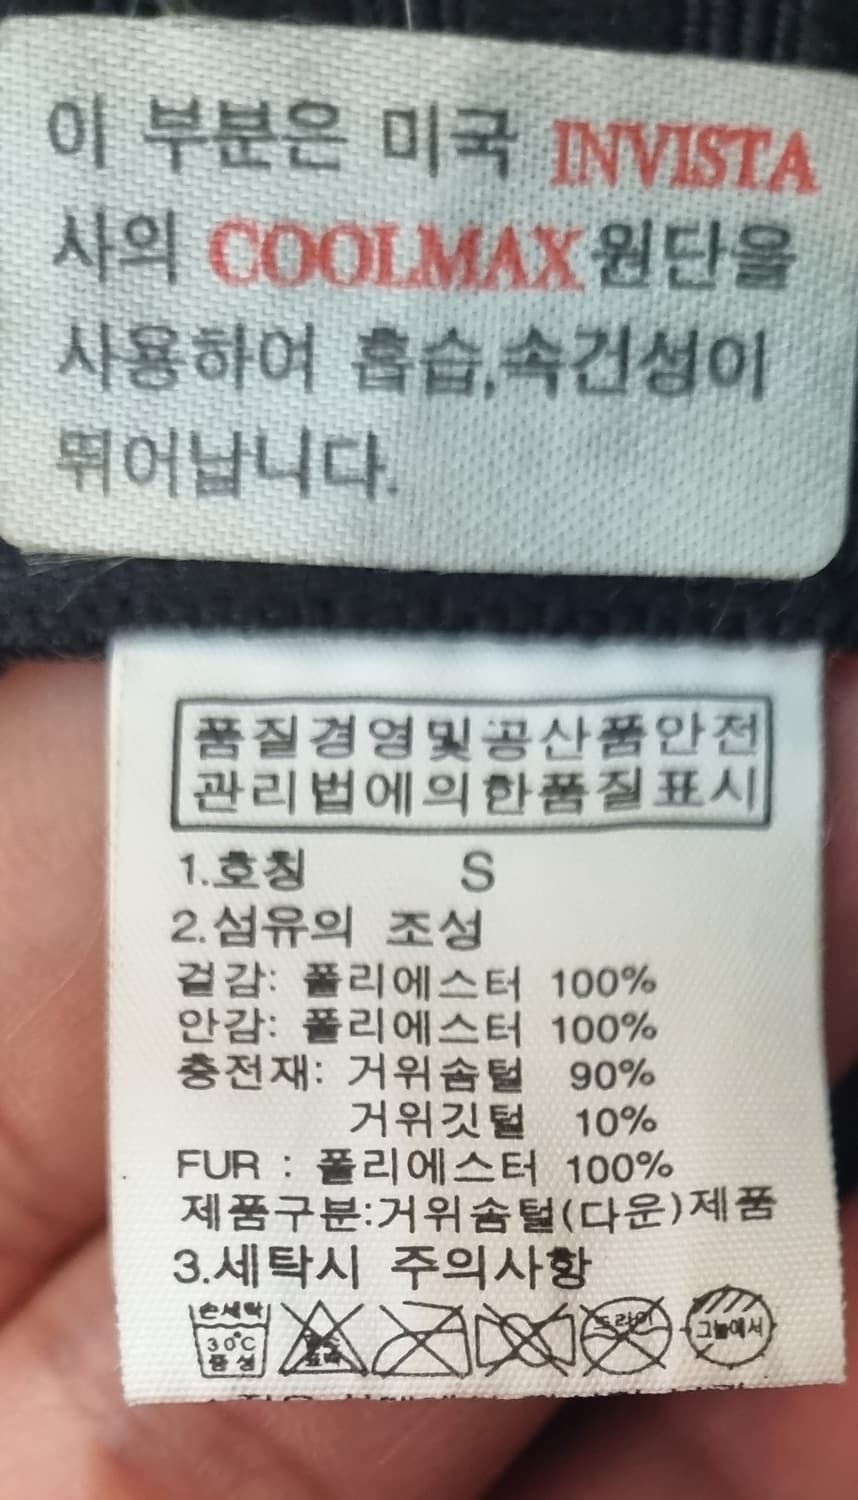 이 부분은 미국 INVISTA
사의 COOLMAX원단을
사용하여 흡습,속건성이
뛰어납니다.
품질경영및공산품안전
관리법에의한품질표시
1.호칭 S
2.섬유의 조성
겉감: 폴리에스터 100%
안감: 폴리에스터 100%
충전재: 거위솜털 90%
거위깃털 10%
FUR : 폴리에스터 100%
제품구분:거위솜털(다운)제품
3.세탁시 주의사항
손세탁 드라이
30℃ 중성 그늘에서